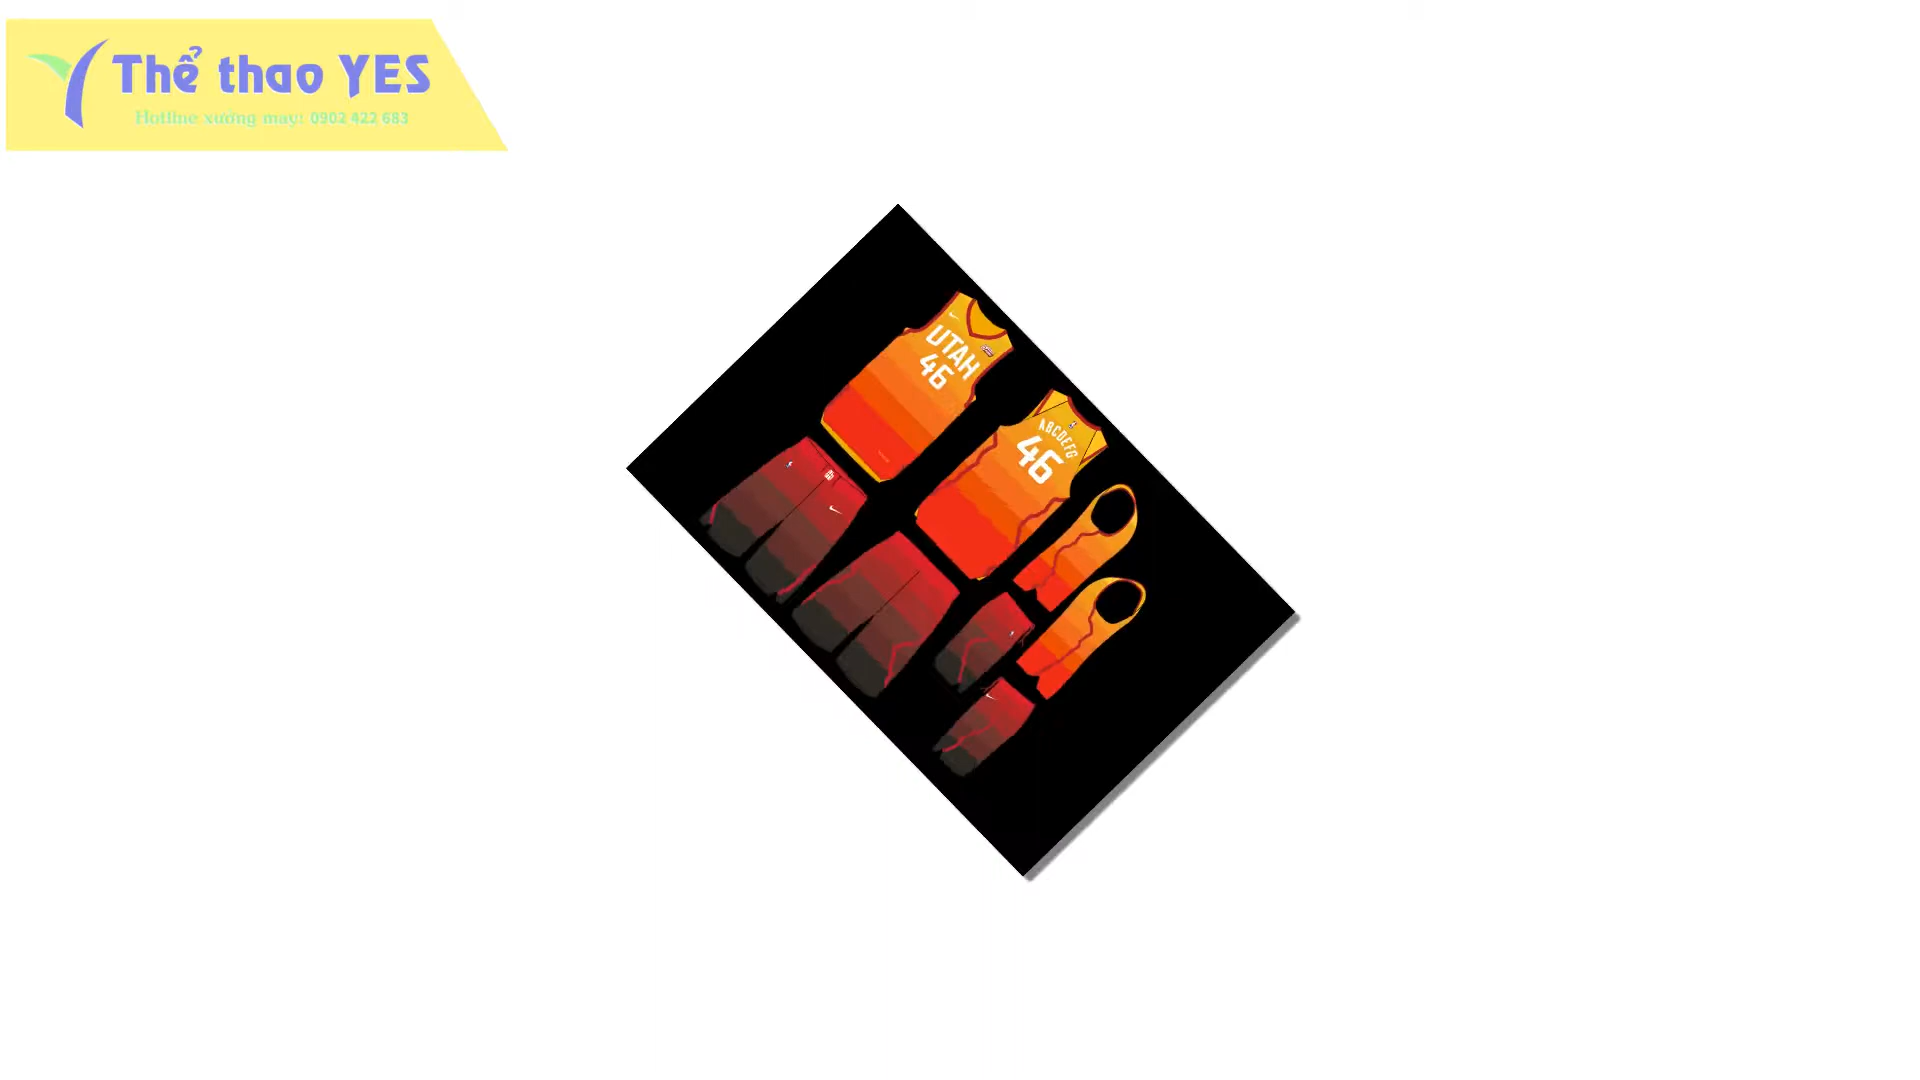 Thể thao YES
Hotline xưởng may: 0902 422 683
UTAH
46
ABCDEFG
46